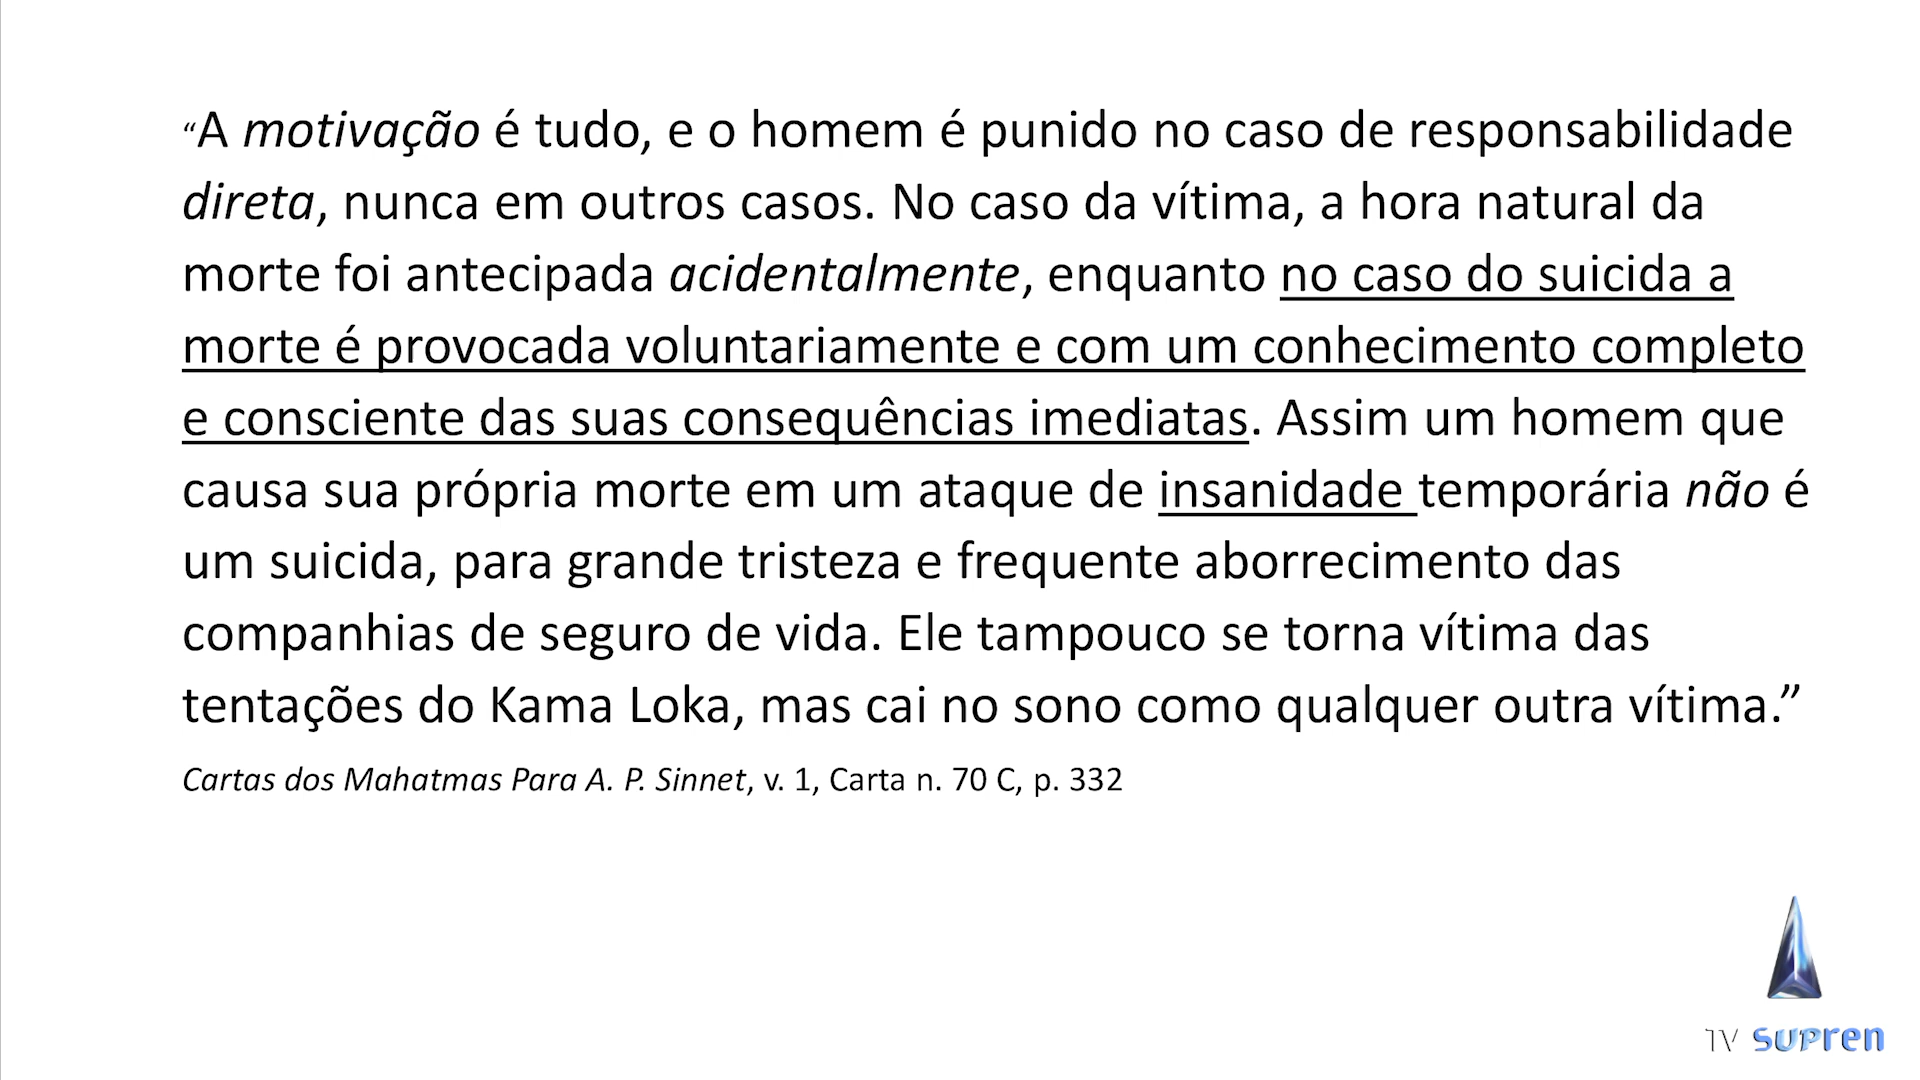 “A motivação é tudo, e o homem é punido no caso de responsabilidade
direta, nunca em outros casos. No caso da vítima, a hora natural da
morte foi antecipada acidentalmente, enquanto no caso do suicida a
morte é provocada voluntariamente e com um conhecimento completo
e consciente das suas consequências imediatas. Assim um homem que
causa sua própria morte em um ataque de insanidade temporária não é
um suicida, para grande tristeza e frequente aborrecimento das
companhias de seguro de vida. Ele tampouco se torna vítima das
tentações do Kama Loka, mas cai no sono como qualquer outra vítima.”
Cartas dos Mahatmas Para A. P. Sinnet, v. 1, Carta n. 70 C, p. 332
TV Supren